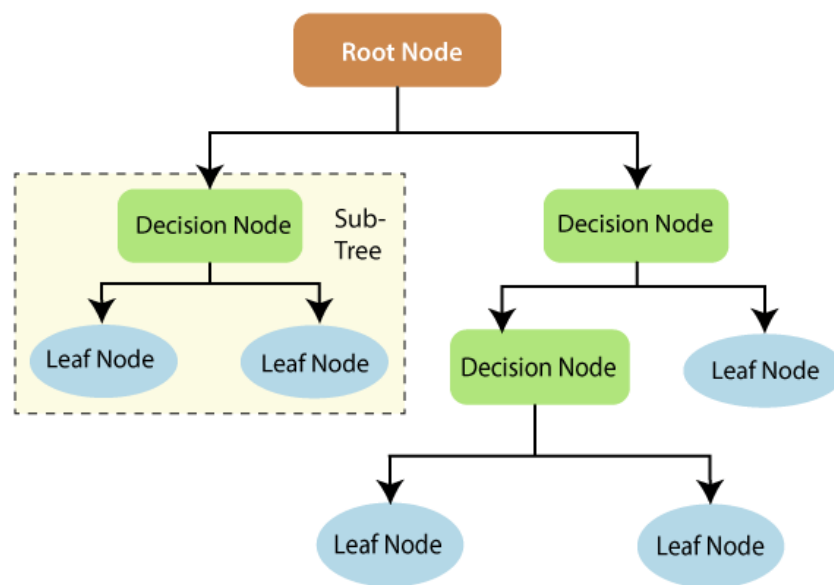 Root Node
Decision Node
Sub-
Tree
Decision Node
Leaf Node
Leaf Node
Decision Node
Leaf Node
Leaf Node
Leaf Node